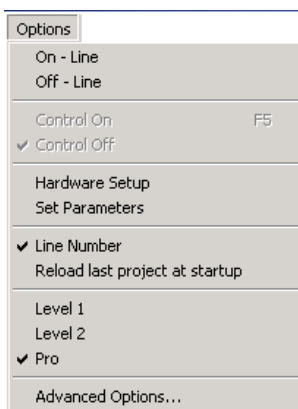 Options
On - Line
Off - Line
Control On F5
Control Off
Hardware Setup
Set Parameters
Line Number
Reload last project at startup
Level 1
Level 2
Pro
Advanced Options...